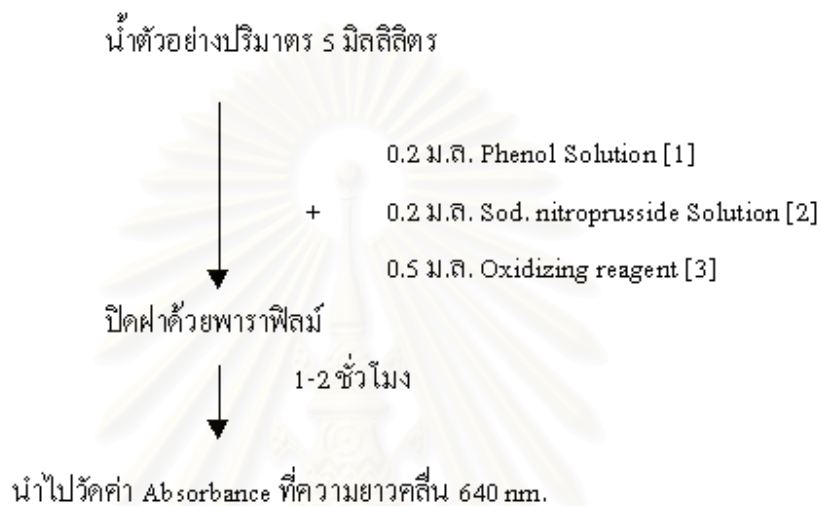 น้ำตัวอย่างปริมาตร 5 มิลลิลิตร
0.2 ม.ล. Phenol Solution [1]
+ 0.2 ม.ล. Sod. nitroprusside Solution [2]
0.5 ม.ล. Oxidizing reagent [3]
ปิดฝาด้วยพาราฟิลม์
1-2 ชั่วโมง
นำไปวัดค่า Absorbance ที่ความยาวคลื่น 640 nm.